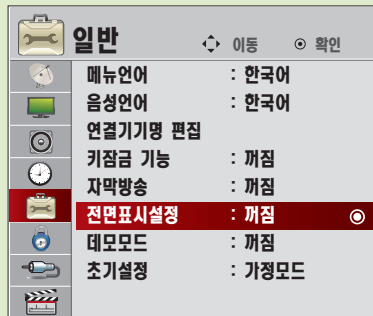 일반 이동 확인
메뉴언어 : 한국어
음성언어 : 한국어
연결기기명 편집
키잠금 기능 : 꺼짐
자막방송 : 꺼짐
전면표시설정 : 꺼짐
데모모드 : 꺼짐
초기설정 : 가정모드